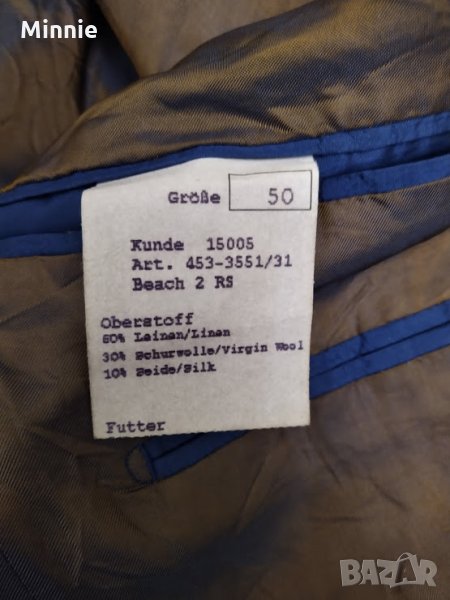 Minnie
Größe 50
Kunde 15005
Art. 453-3551/31
Beach 2 RS
Oberstoff
60% Leinen/Linen
30% Schurwolle/Virgin Wool
10% Seide/Silk
Futter
BAZAR